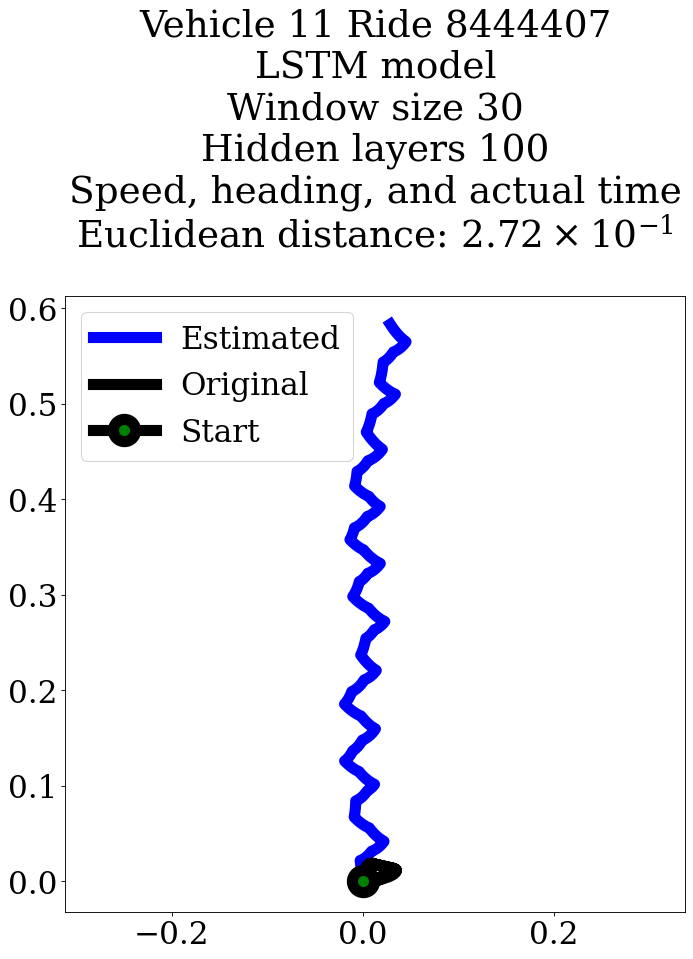 Vehicle 11 Ride 8444407
LSTM model
Window size 30
Hidden layers 100
Speed, heading, and actual time
Euclidean distance: 2.72 × 10⁻¹
Estimated
Original
Start
0.6
0.5
0.4
0.3
0.2
0.1
0.0
−0.2 0.0 0.2